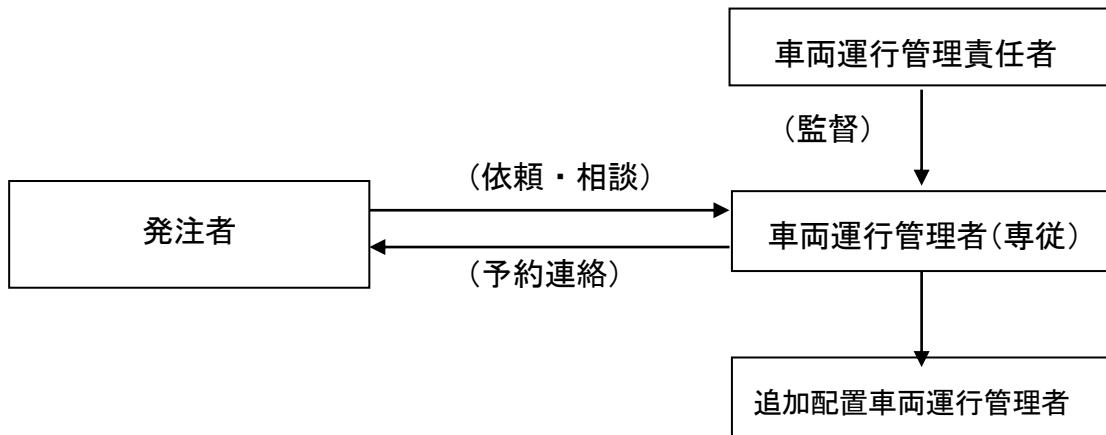 車両運行管理責任者
（監督）
（依頼・相談）
発注者
車両運行管理者（専従）
（予約連絡）
追加配置車両運行管理者